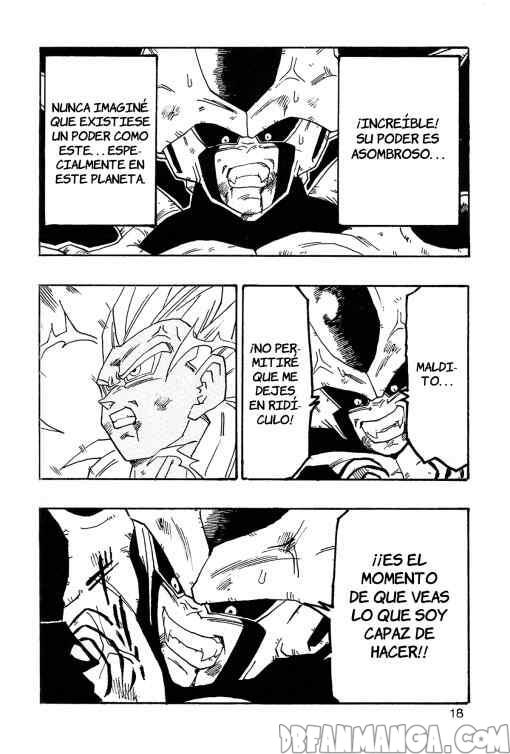 ¡INCREÍBLE!
SU PODER ES
ASOMBROSO...
NUNCA IMAGINÉ
QUE EXISTIESE
UN PODER COMO
ESTE...ESPE-
CIALMENTE EN
ESTE PLANETA.
MALDI-
TO...
¡NO PER-
MITIRÉ
QUE ME
DEJES
EN RIDÍ-
CULO!
¡¡ES EL
MOMENTO
DE QUE VEAS
LO QUE SOY
CAPAZ DE
HACER!!
18
DBFANMANGA.COM